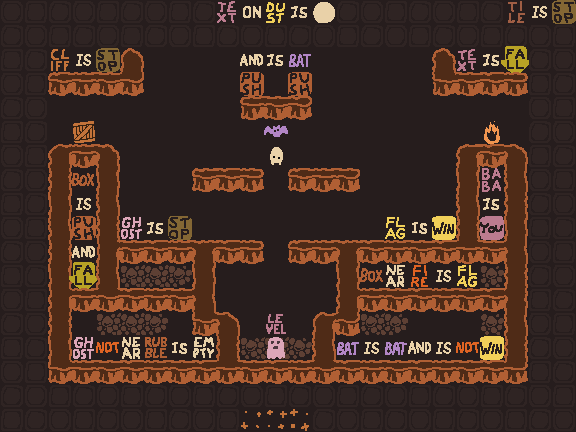 TEXT ON DUST IS
TILE IS STOP
CLIFF IS STOP
AND IS BAT
TEXT IS FALL
PUSH PUSH
BOX IS PUSH AND FALL
BABA IS YOU
GHOST IS STOP
FLAG IS WIN
BOX NEAR FIRE IS FLAG
LEVEL
GHOST NOT NEAR RUBBLE IS EMPTY
BAT IS BAT AND IS NOT WIN